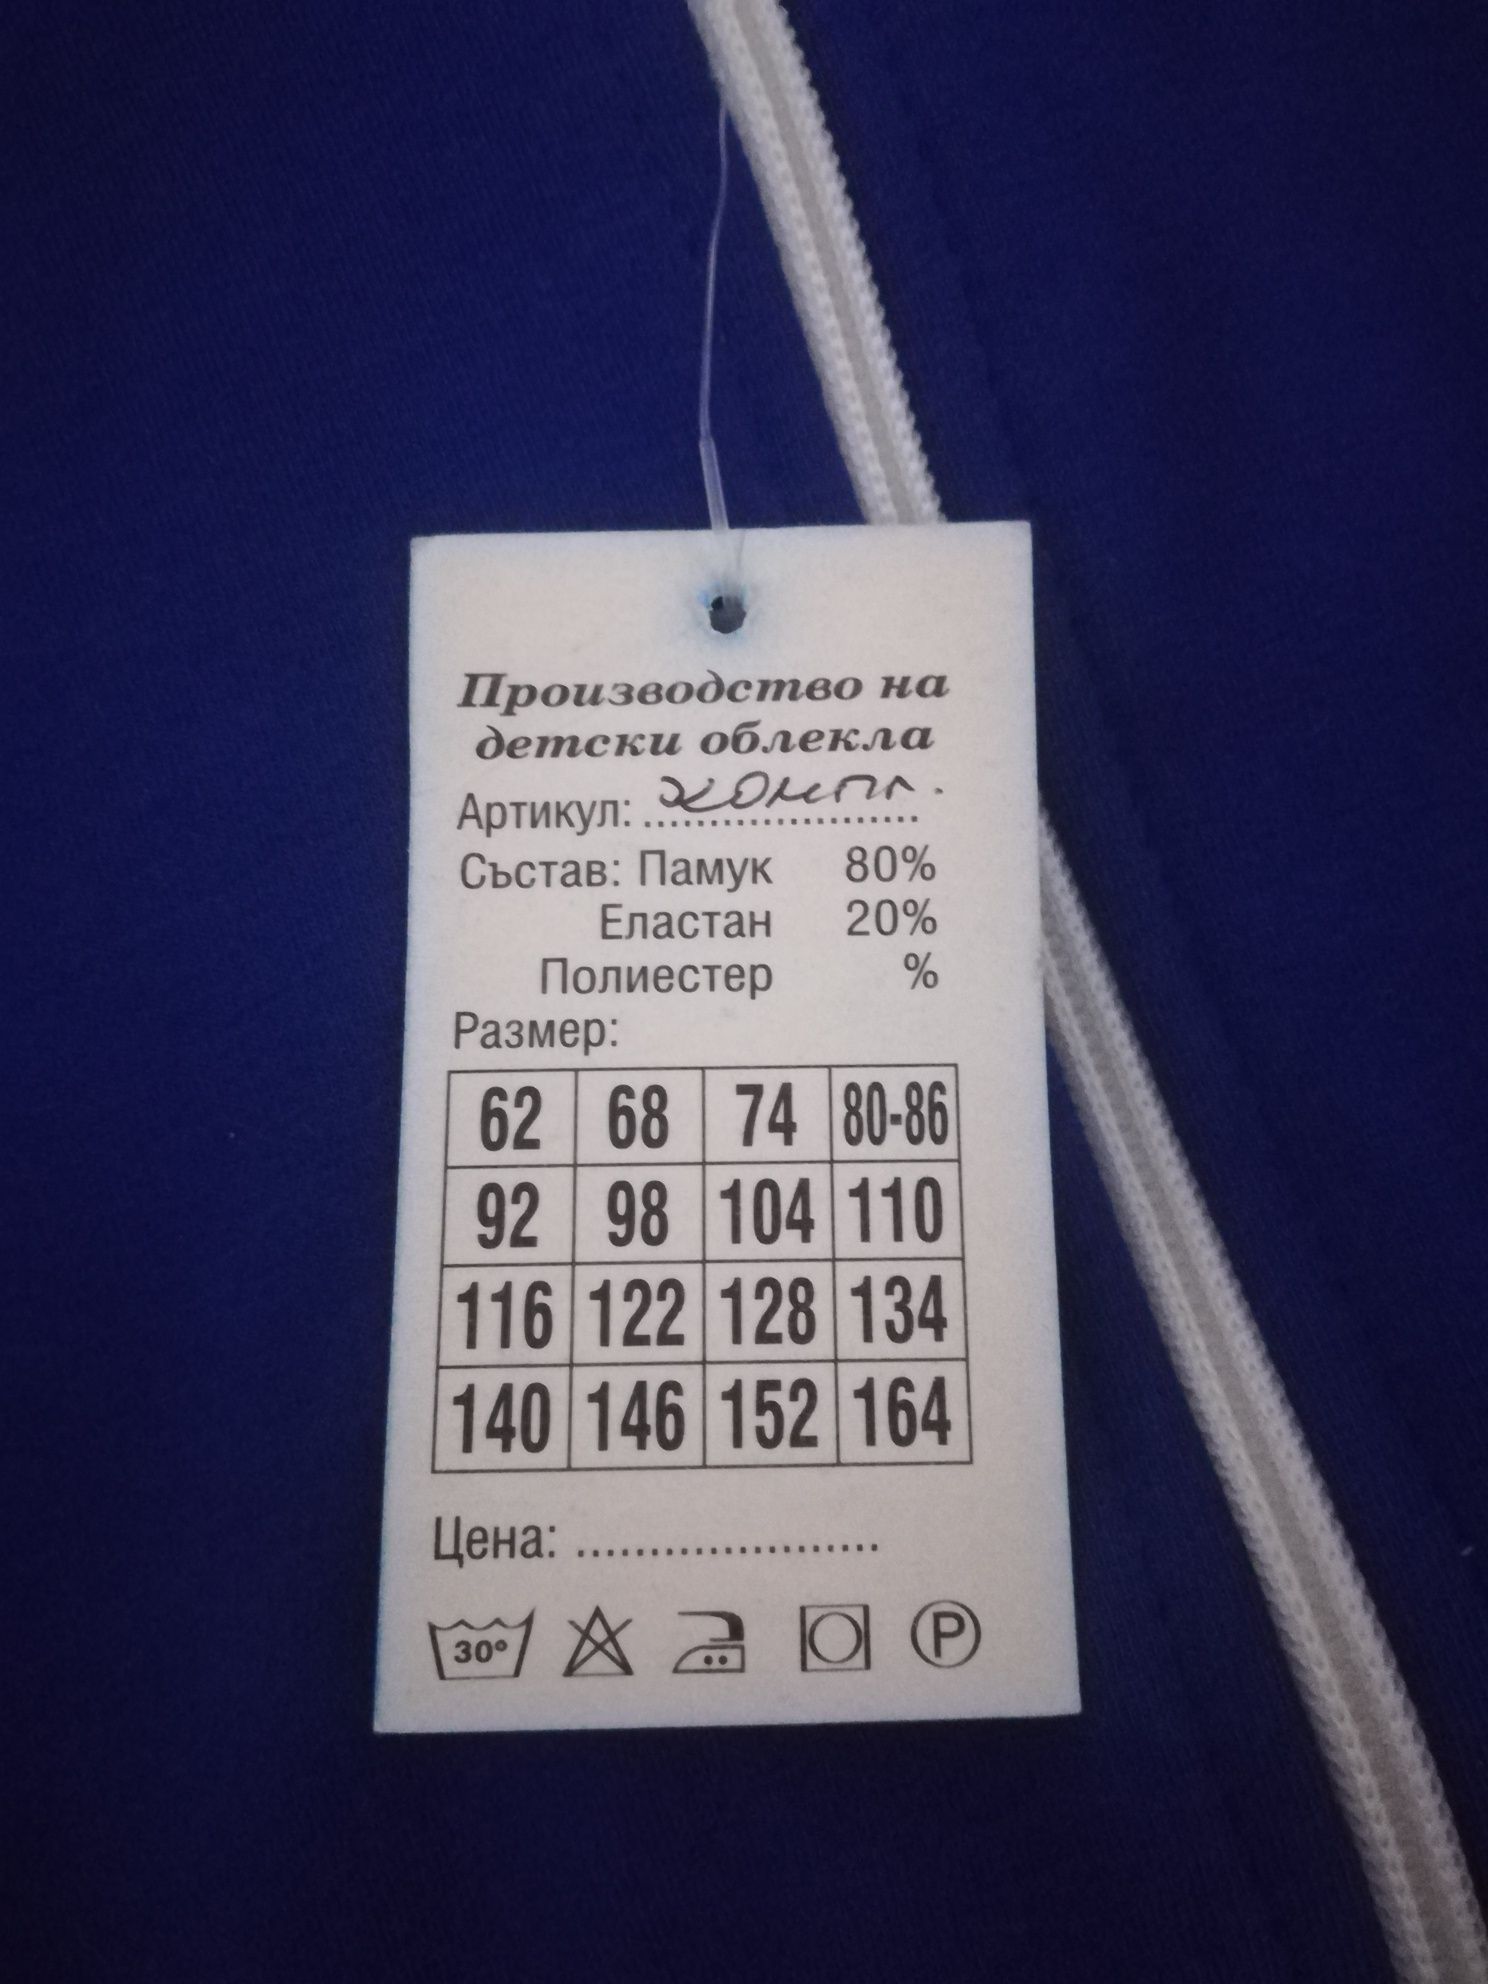 Производство на
детски облекла
Артикул: компл.
Състав: Памук 80%
Еластан 20%
Полиестер %
Размер:
62 68 74 80-86
92 98 104 110
116 122 128 134
140 146 152 164
Цена: ......................
30°
P